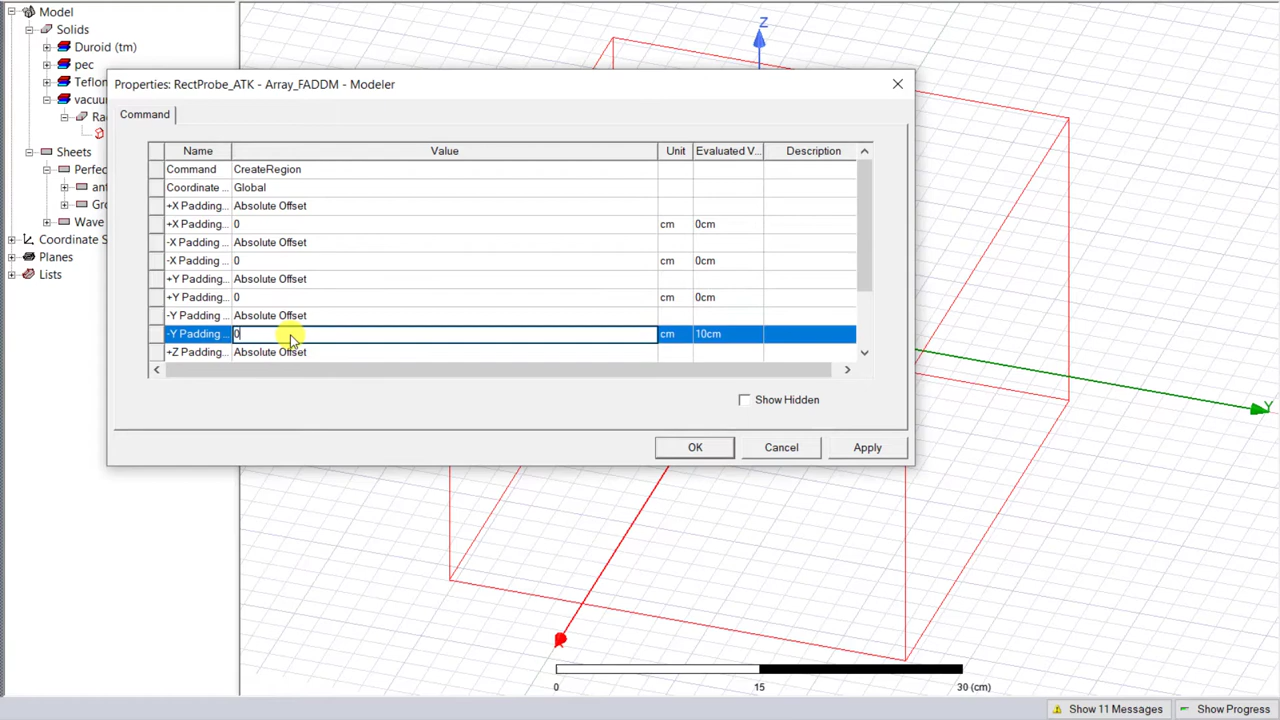 Model
Solids
Duroid (tm)
pec
Teflon
vacuum
Ra
Sheets
Perfec
ant
Gro
Wave
Coordinate S
Planes
Lists
Z
Properties: RectProbe_ATK - Array_FADDM - Modeler
Command
Name Value Unit Evaluated V... Description
Command CreateRegion
Coordinate ... Global
+X Padding ... Absolute Offset
+X Padding... 0 cm 0cm
-X Padding ... Absolute Offset
-X Padding ... 0 cm 0cm
+Y Padding... Absolute Offset
+Y Padding... 0 cm 0cm
-Y Padding ... Absolute Offset
-Y Padding ... 0 cm 10cm
+Z Padding... Absolute Offset
Show Hidden
OK Cancel Apply
Y
X
0 15 30 (cm)
Show 11 Messages Show Progress